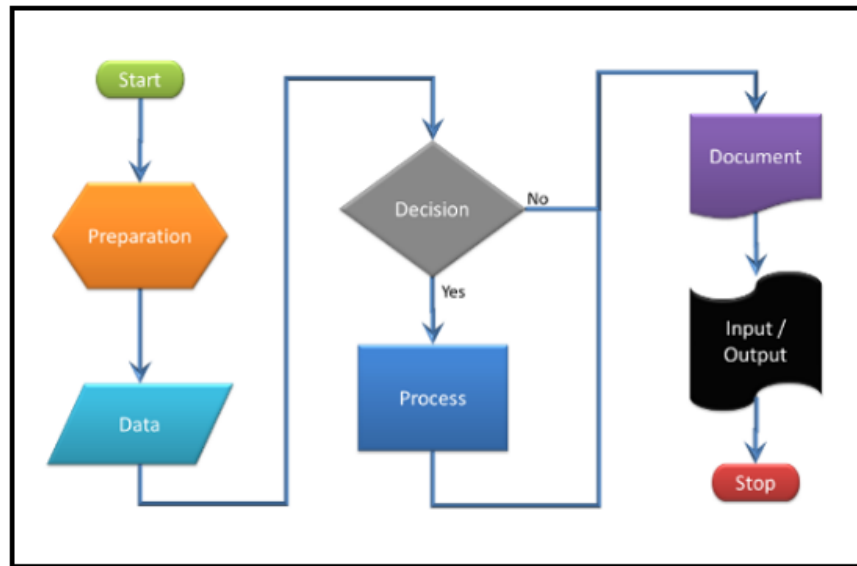 Start
Preparation
Data
Decision
No
Yes
Process
Document
Input /
Output
Stop